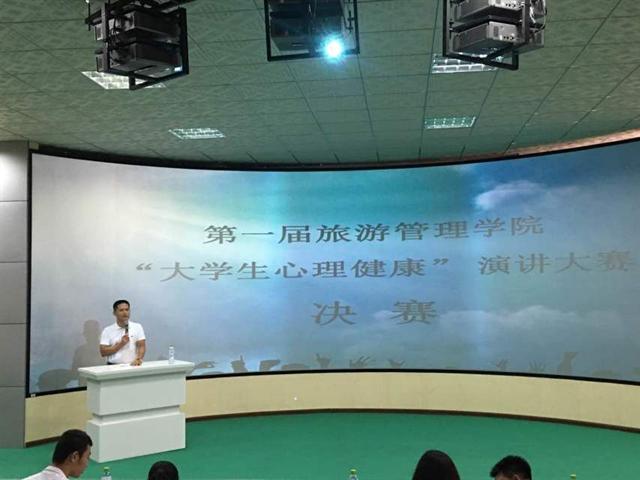 第一届旅游管理学院
“大学生心理健康”演讲大赛
决赛